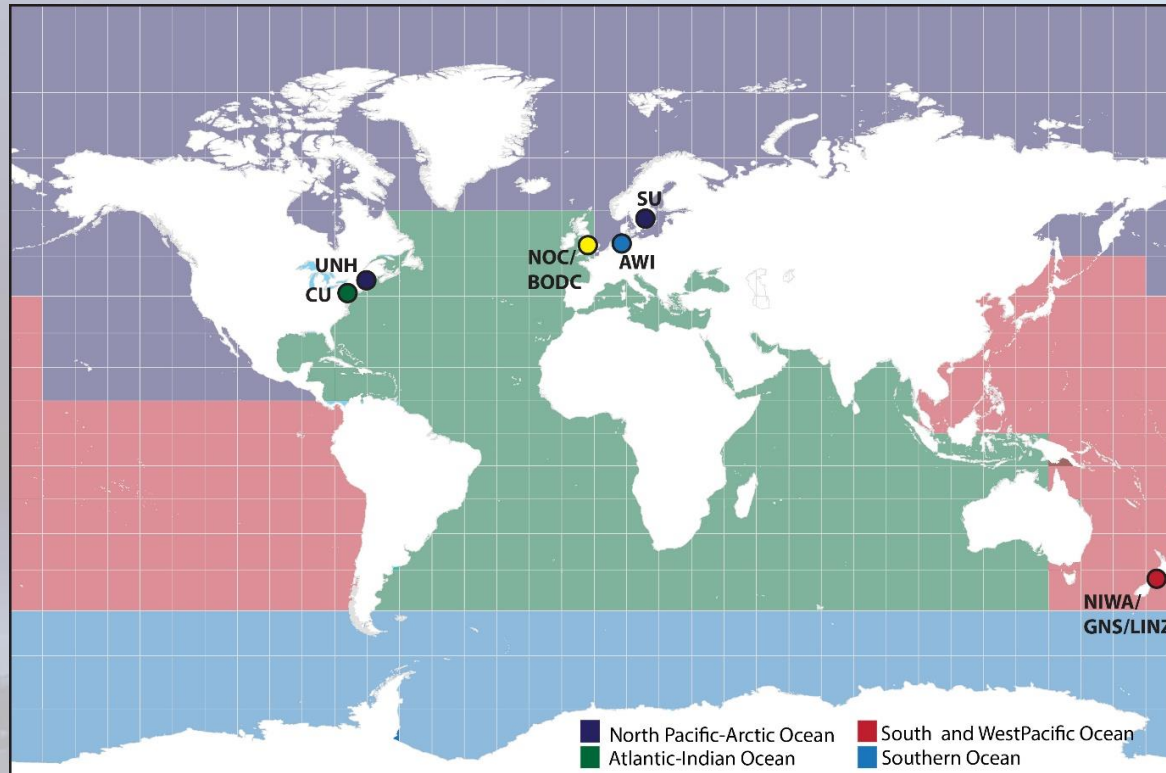 SU
NOC/
BODC
AWI
UNH
CU
NIWA/
GNS/LINZ
North Pacific-Arctic Ocean
South and WestPacific Ocean
Atlantic-Indian Ocean
Southern Ocean